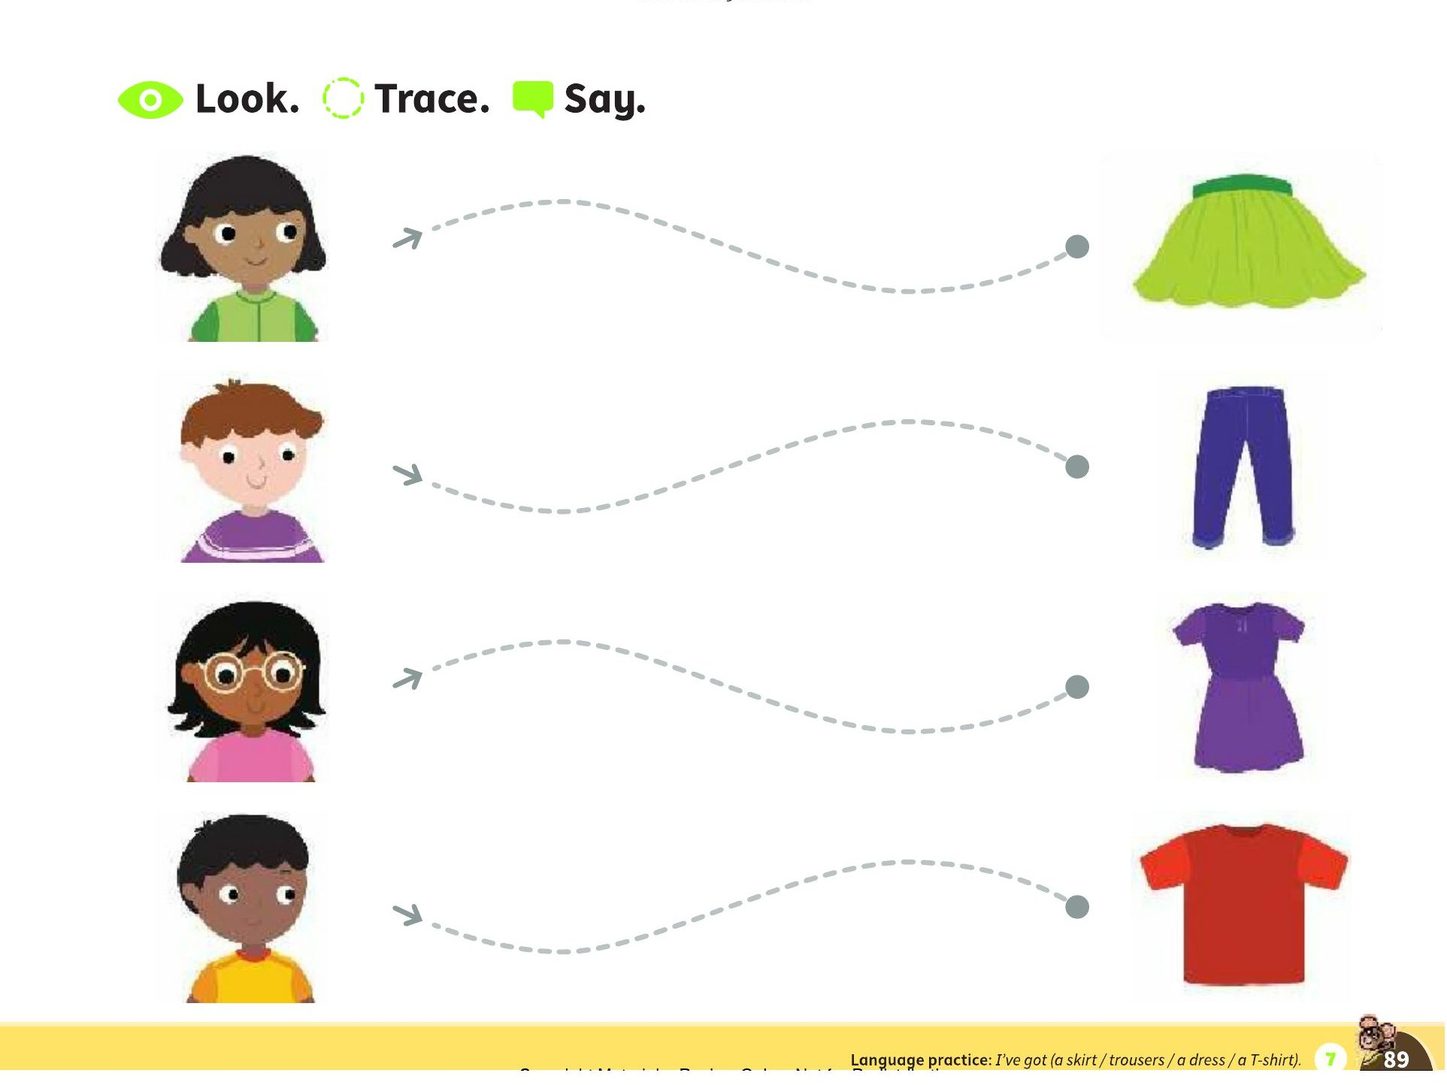 Look. Trace. Say.
Language practice: I've got (a skirt / trousers / a dress / a T-shirt). 7 89